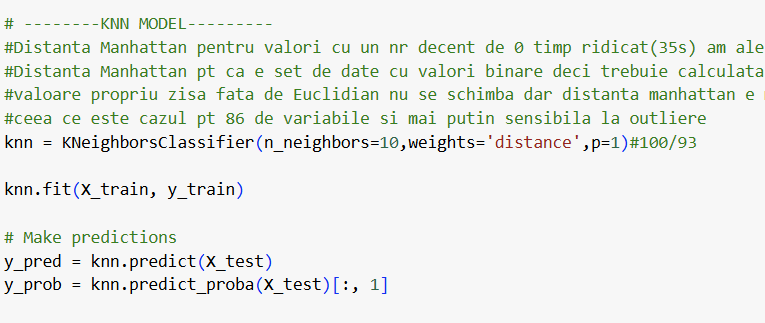 # --------KNN MODEL---------
#Distanta Manhattan pentru valori cu un nr decent de 0 timp ridicat(35s) am ale
#Distanta Manhattan pt ca e set de date cu valori binare deci trebuie calculata
#valoare propriu zisa fata de Euclidian nu se schimba dar distanta manhattan e
#ceea ce este cazul pt 86 de variabile si mai putin sensibila la outliere
knn = KNeighborsClassifier(n_neighbors=10,weights='distance',p=1)#100/93
knn.fit(X_train, y_train)
# Make predictions
y_pred = knn.predict(X_test)
y_prob = knn.predict_proba(X_test)[:, 1]